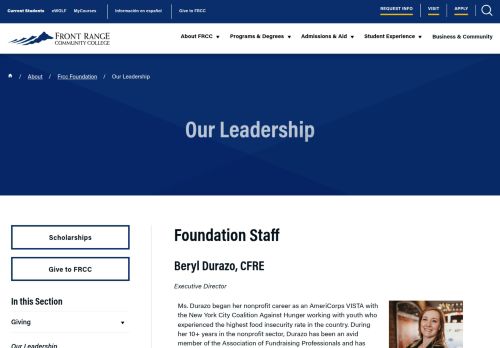 Current Students eWOLF MyCourses Información en español Give to FRCC REQUEST INFO VISIT APPLY
FRONT RANGE
COMMUNITY COLLEGE
About FRCC Programs & Degrees Admissions & Aid Student Experience Business & Community
/ About / Frcc Foundation / Our Leadership
Our Leadership
Scholarships
Give to FRCC
In this Section
Giving
Our Leadership
Foundation Staff
Beryl Durazo, CFRE
Executive Director
Ms. Durazo began her nonprofit career as an AmeriCorps VISTA with
the New York City Coalition Against Hunger working with youth who
experienced the highest food insecurity rate in the country. During
her 10+ years in the nonprofit sector, Durazo has been an avid
member of the Association of Fundraising Professionals and has